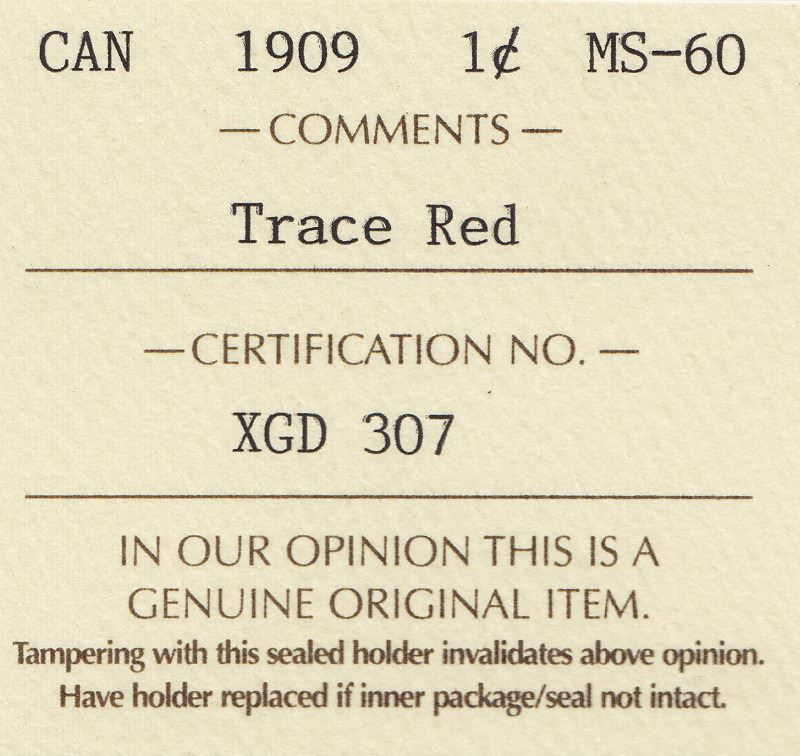 CAN 1909 1¢ MS-60
— COMMENTS —
Trace Red
— CERTIFICATION NO. —
XGD 307
IN OUR OPINION THIS IS A
GENUINE ORIGINAL ITEM.
Tampering with this sealed holder invalidates above opinion.
Have holder replaced if inner package/seal not intact.